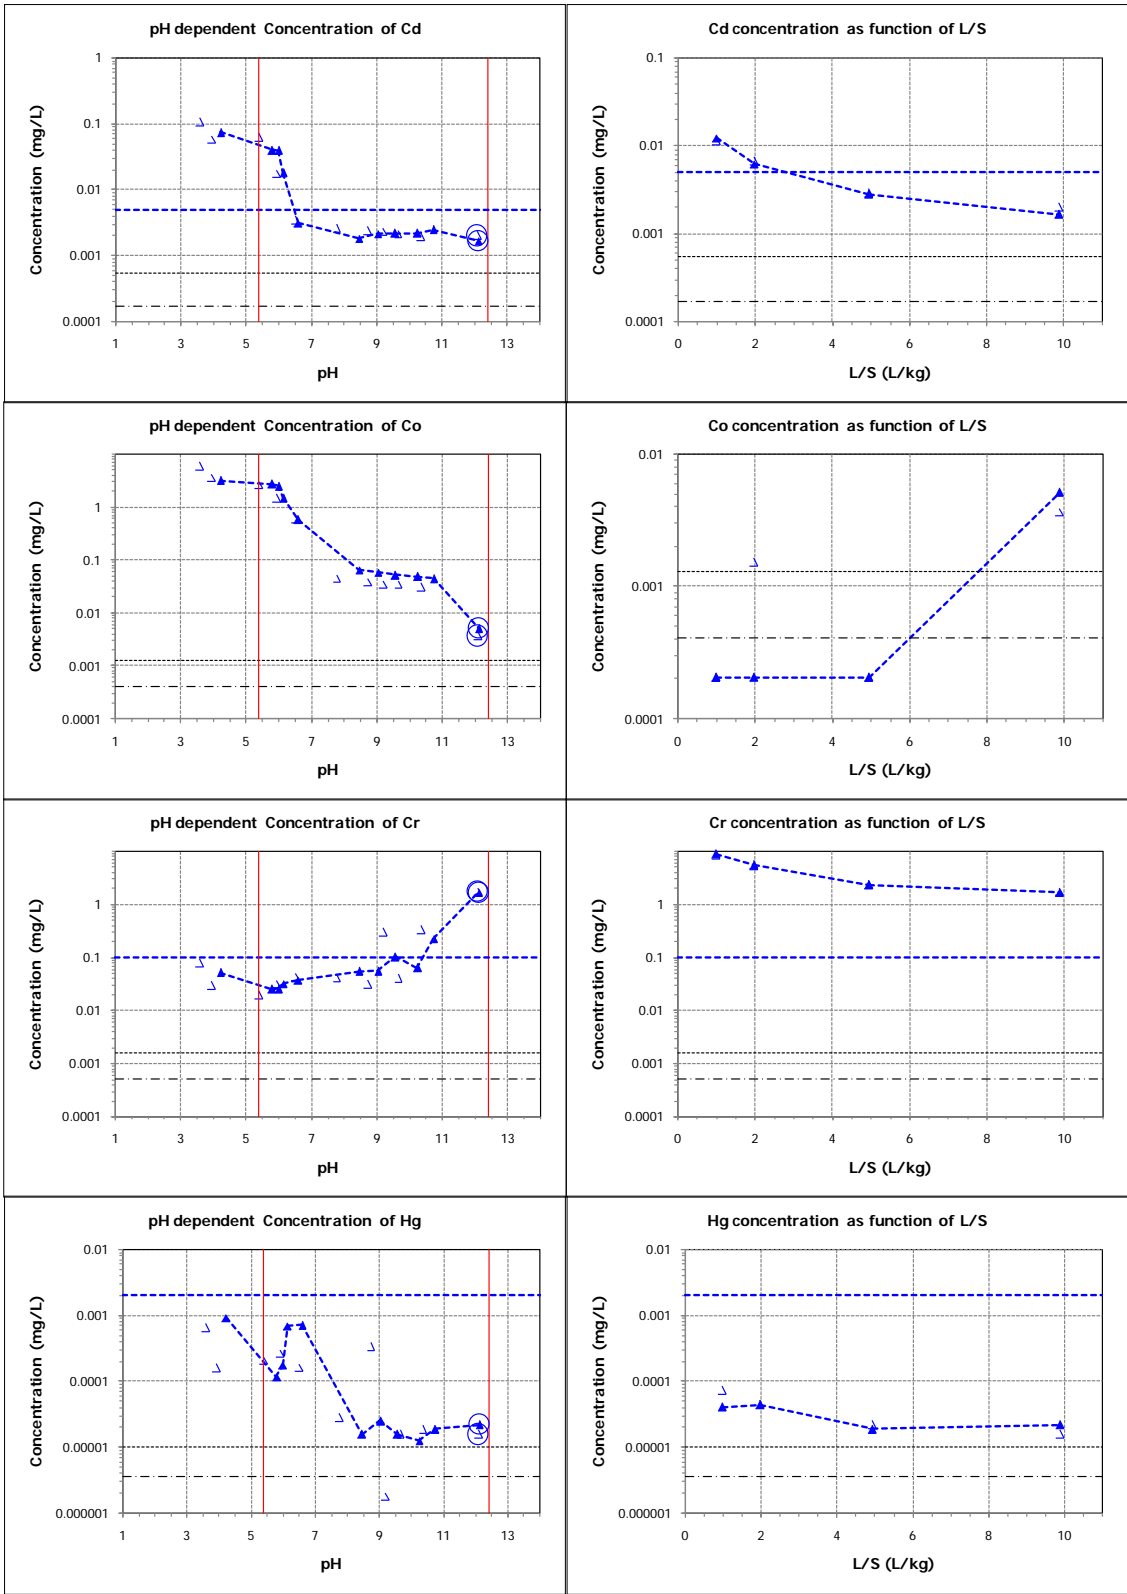 pH dependent Concentration of Cd
Concentration (mg/L)
1
0.1
0.01
0.001
0.0001
1 3 5 7 9 11 13
pH
Cd concentration as function of L/S
Concentration (mg/L)
0.1
0.01
0.001
0.0001
0 2 4 6 8 10
L/S (L/kg)
pH dependent Concentration of Co
Concentration (mg/L)
1
0.1
0.01
0.001
0.0001
1 3 5 7 9 11 13
pH
Co concentration as function of L/S
Concentration (mg/L)
0.01
0.001
0.0001
0 2 4 6 8 10
L/S (L/kg)
pH dependent Concentration of Cr
Concentration (mg/L)
1
0.1
0.01
0.001
0.0001
1 3 5 7 9 11 13
pH
Cr concentration as function of L/S
Concentration (mg/L)
1
0.1
0.01
0.001
0.0001
0 2 4 6 8 10
L/S (L/kg)
pH dependent Concentration of Hg
Concentration (mg/L)
0.01
0.001
0.0001
0.00001
0.000001
1 3 5 7 9 11 13
pH
Hg concentration as function of L/S
Concentration (mg/L)
0.01
0.001
0.0001
0.00001
0.000001
0 2 4 6 8 10
L/S (L/kg)